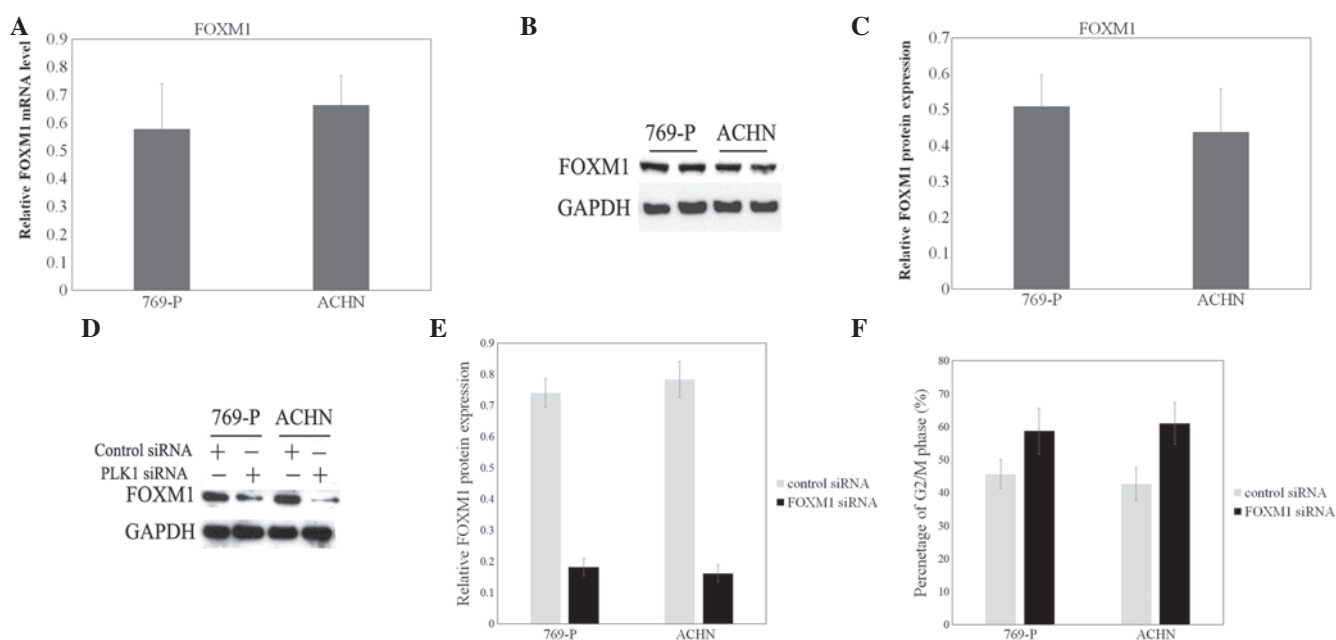 A
FOXM1
Relative FOXM1 mRNA level
0.9
0.8
0.7
0.6
0.5
0.4
0.3
0.2
0.1
0
769-P ACHN
B
769-P ACHN
FOXM1
GAPDH
C
FOXM1
Relative FOXM1 protein expression
0.7
0.6
0.5
0.4
0.3
0.2
0.1
0
769-P ACHN
D
769-P ACHN
Control siRNA + − + −
PLK1 siRNA − + − +
FOXM1
GAPDH
E
Relative FOXM1 protein expression
0.9
0.8
0.7
0.6
0.5
0.4
0.3
0.2
0.1
0
769-P ACHN
control siRNA
FOXM1 siRNA
F
Percnetage of G2/M phase (%)
80
70
60
50
40
30
20
10
0
769-P ACHN
control siRNA
FOXM1 siRNA